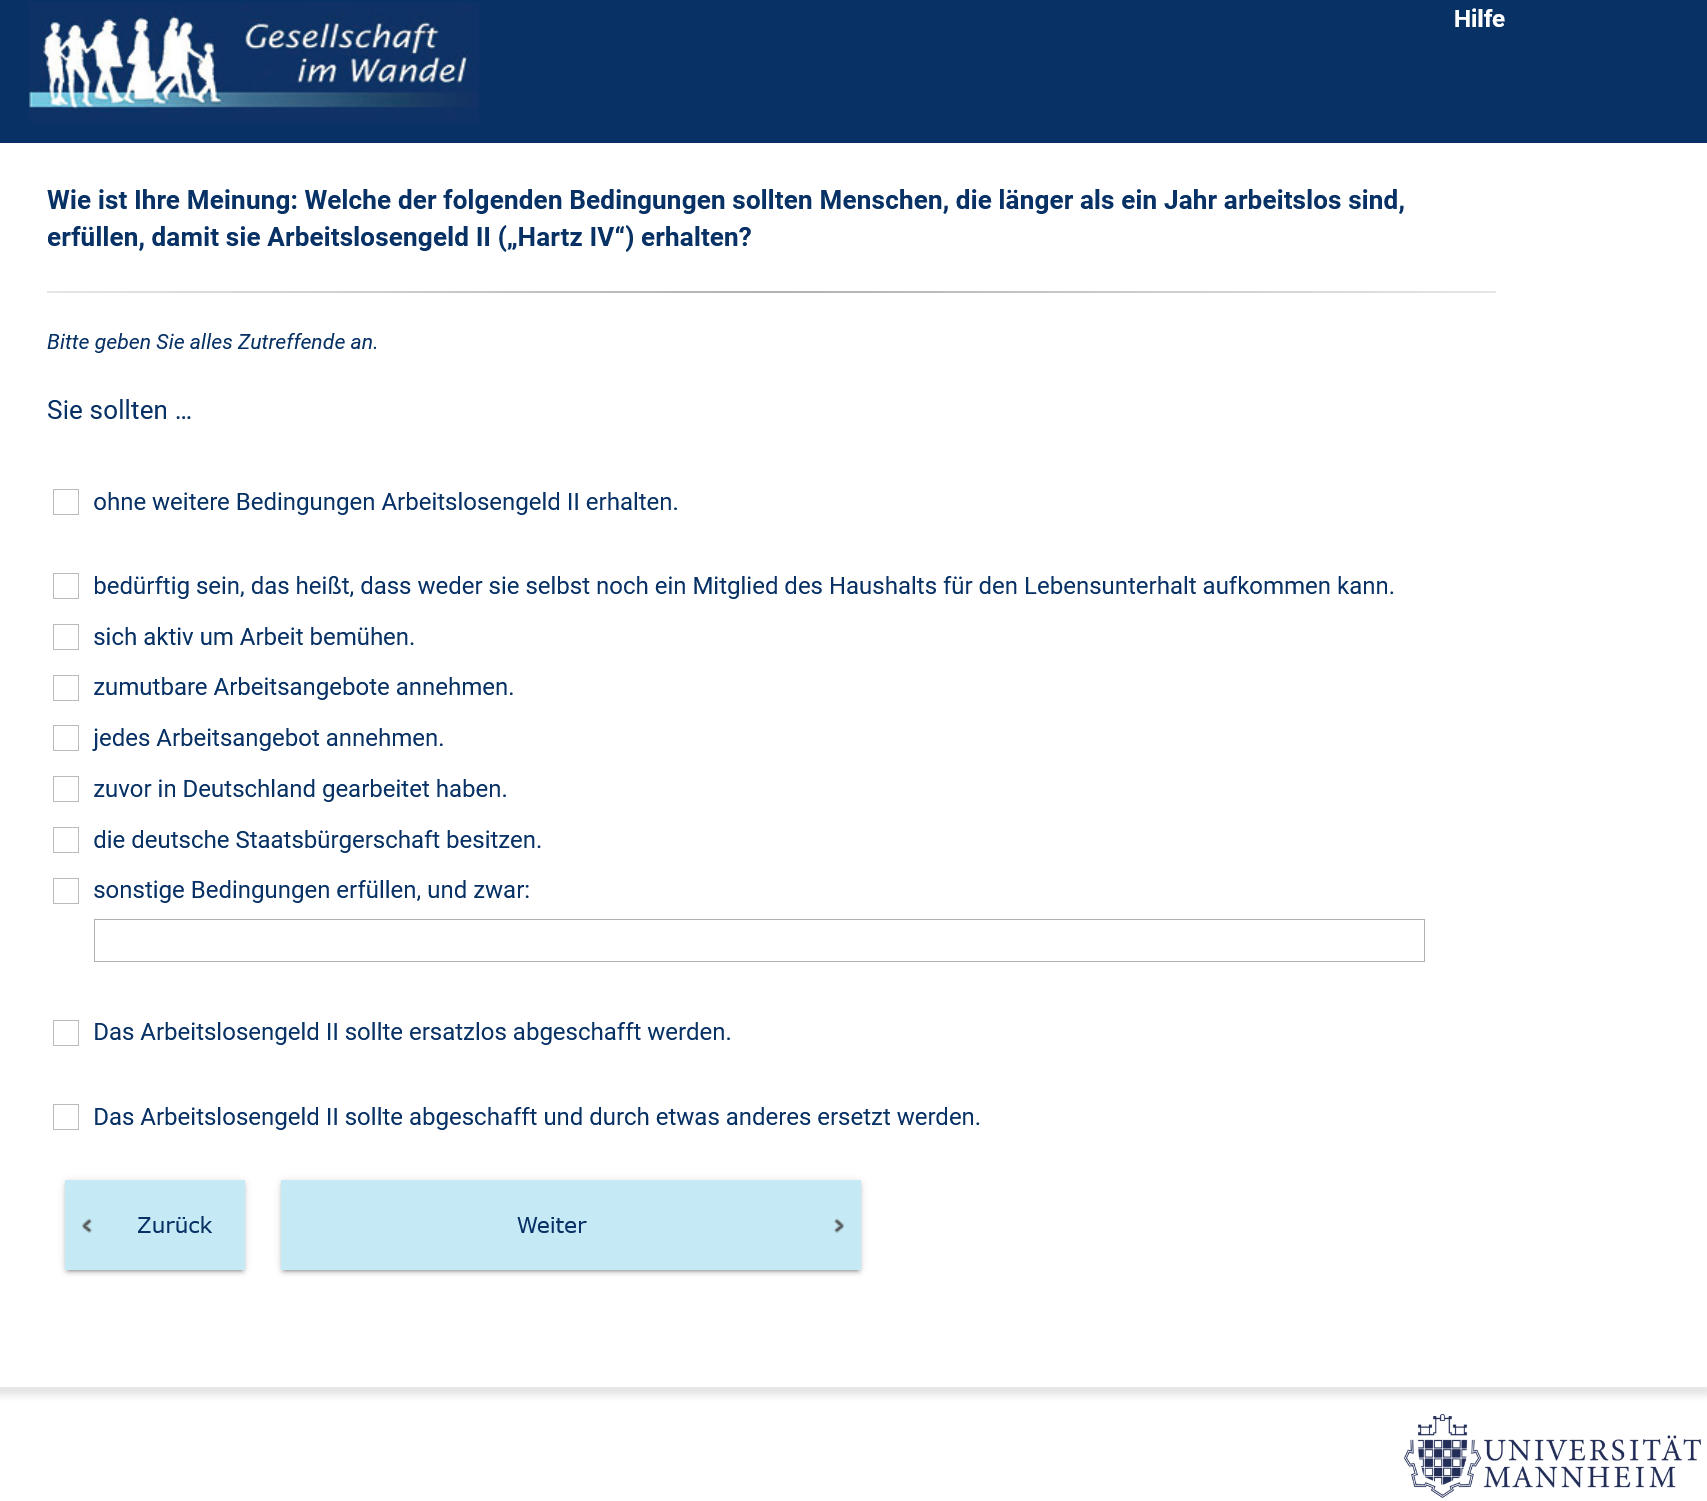 Gesellschaft
im Wandel
Hilfe
Wie ist Ihre Meinung: Welche der folgenden Bedingungen sollten Menschen, die länger als ein Jahr arbeitslos sind,
erfüllen, damit sie Arbeitslosengeld II („Hartz IV“) erhalten?
Bitte geben Sie alles Zutreffende an.
Sie sollten ...
ohne weitere Bedingungen Arbeitslosengeld II erhalten.
bedürftig sein, das heißt, dass weder sie selbst noch ein Mitglied des Haushalts für den Lebensunterhalt aufkommen kann.
sich aktiv um Arbeit bemühen.
zumutbare Arbeitsangebote annehmen.
jedes Arbeitsangebot annehmen.
zuvor in Deutschland gearbeitet haben.
die deutsche Staatsbürgerschaft besitzen.
sonstige Bedingungen erfüllen, und zwar:
Das Arbeitslosengeld II sollte ersatzlos abgeschafft werden.
Das Arbeitslosengeld II sollte abgeschafft und durch etwas anderes ersetzt werden.
Zurück
Weiter
UNIVERSITÄT
MANNHEIM